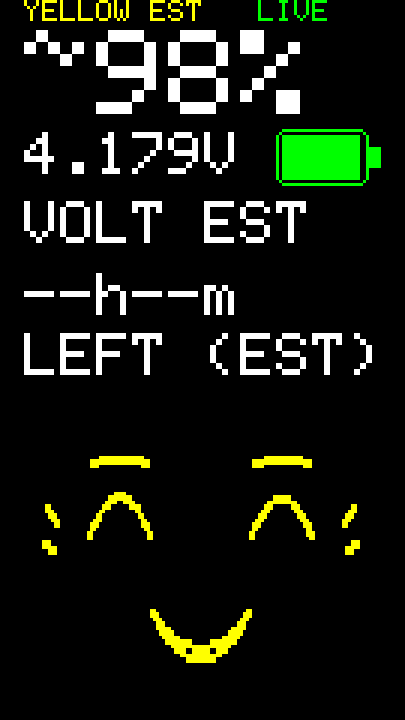 YELLOW EST LIVE
~98%
4.179V
VOLT EST
--h--m
LEFT (EST)